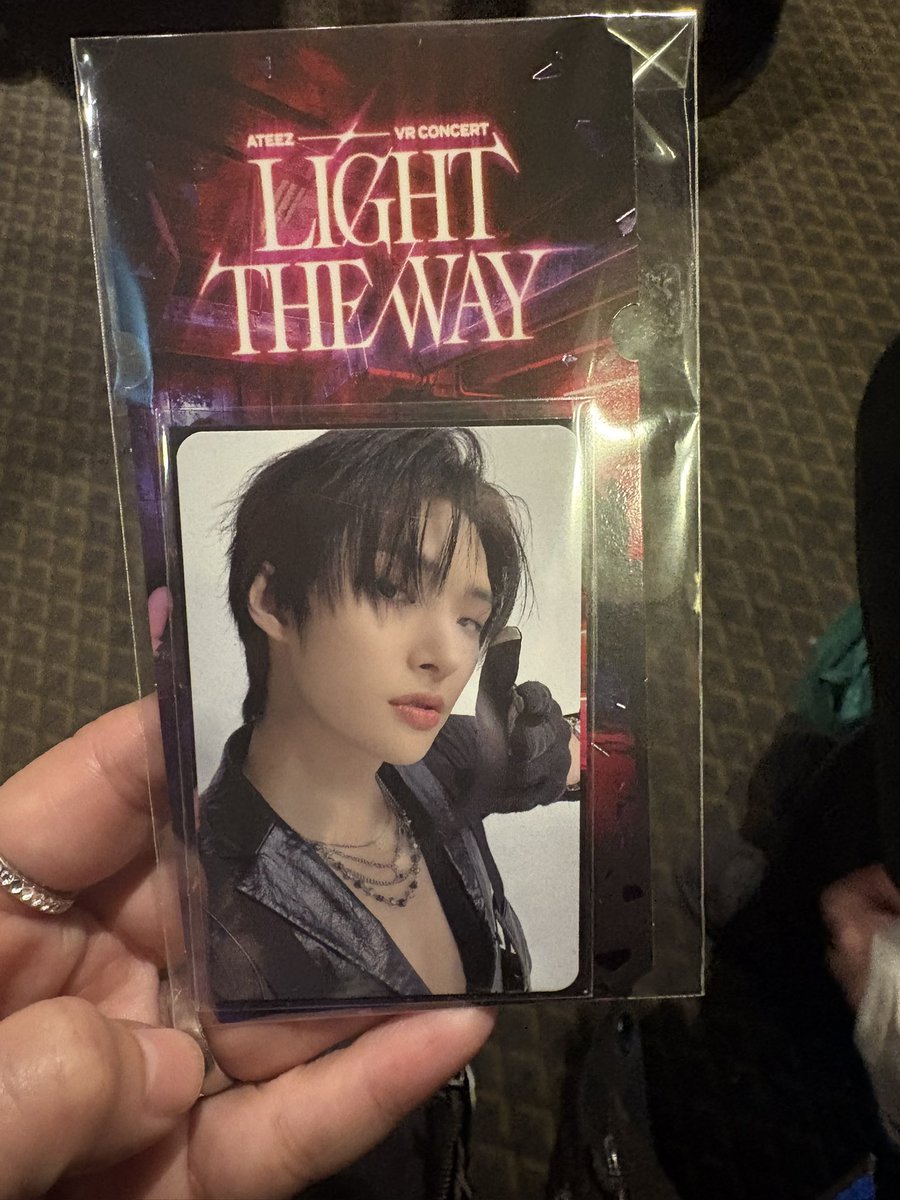 ATEEZ VR CONCERT
LIGHT
THE WAY